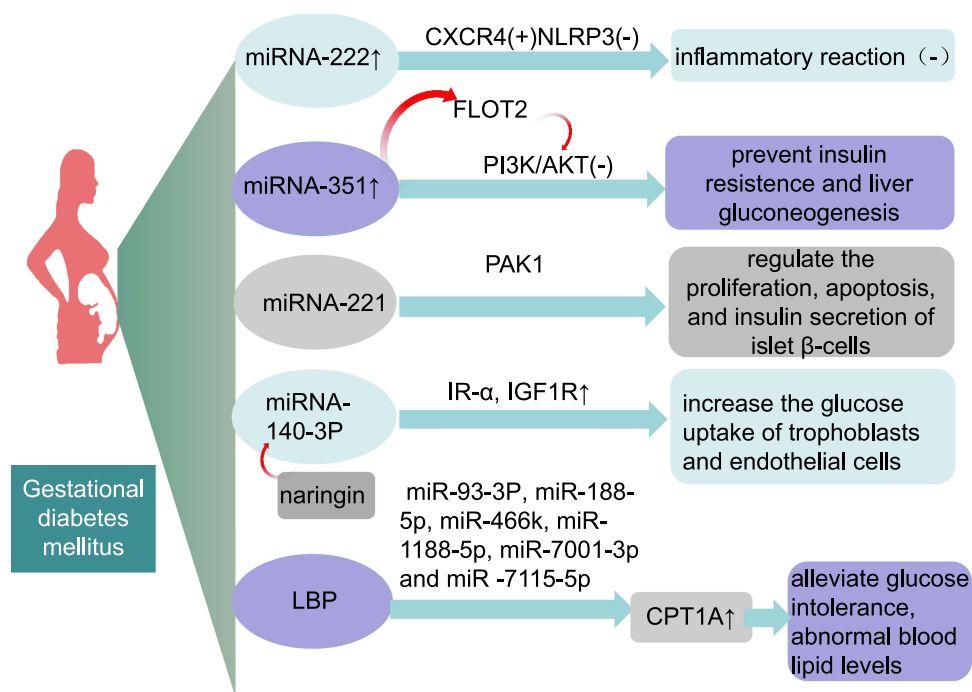 miRNA-222↑
CXCR4(+)NLRP3(-)
inflammatory reaction（-）
FLOT2
miRNA-351↑
PI3K/AKT(-)
prevent insulin
resistence and liver
gluconeogenesis
miRNA-221
PAK1
regulate the
proliferation, apoptosis,
and insulin secretion of
islet β-cells
miRNA-
140-3P
IR-α, IGF1R↑
increase the glucose
uptake of trophoblasts
and endothelial cells
naringin
Gestational
diabetes
mellitus
LBP
miR-93-3P, miR-188-
5p, miR-466k, miR-
1188-5p, miR-7001-3p
and miR -7115-5p
CPT1A↑
alleviate glucose
intolerance,
abnormal blood
lipid levels